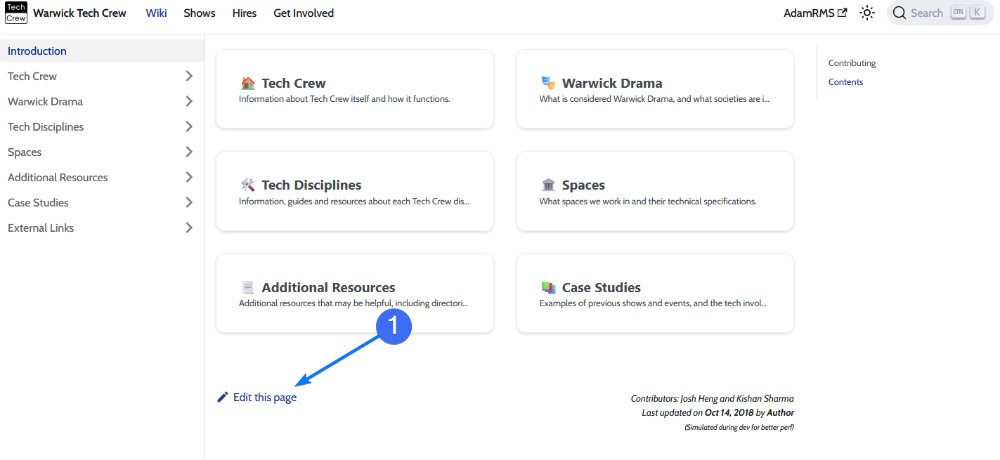 Tech
Crew
Warwick Tech Crew Wiki Shows Hires Get Involved AdamRMS Search CTRL K
Introduction
Tech Crew
Warwick Drama
Tech Disciplines
Spaces
Additional Resources
Case Studies
External Links
Tech Crew
Information about Tech Crew itself and how it functions.
Warwick Drama
What is considered Warwick Drama, and what societies are i...
Tech Disciplines
Information, guides and resources about each Tech Crew dis...
Spaces
What spaces we work in and their technical specifications.
Additional Resources
Additional resources that may be helpful, including directori...
Case Studies
Examples of previous shows and events, and the tech invol...
1
Edit this page
Contributors: Josh Heng and Kishan Sharma
Last updated on Oct 14, 2018 by Author
(Simulated during dev for better perf)
Contributing
Contents